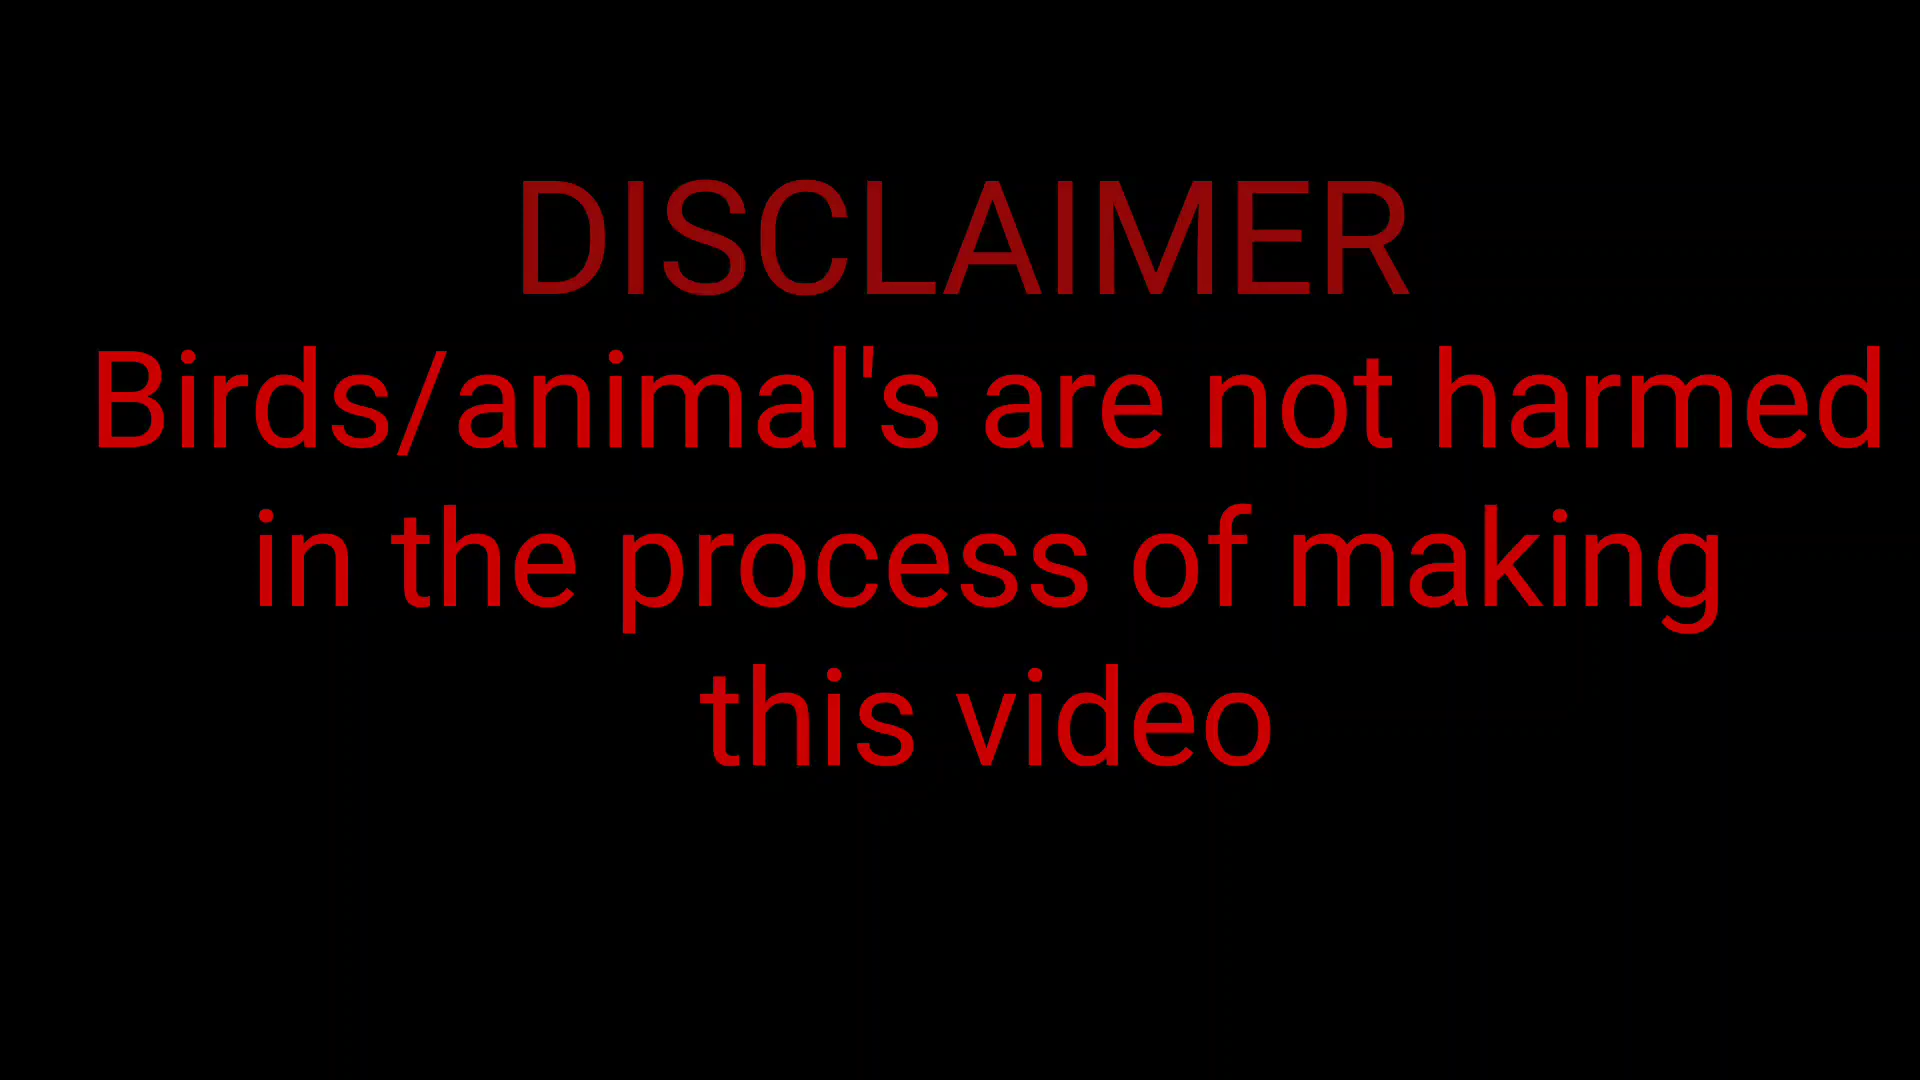 DISCLAIMER
Birds/animal's are not harmed
in the process of making
this video